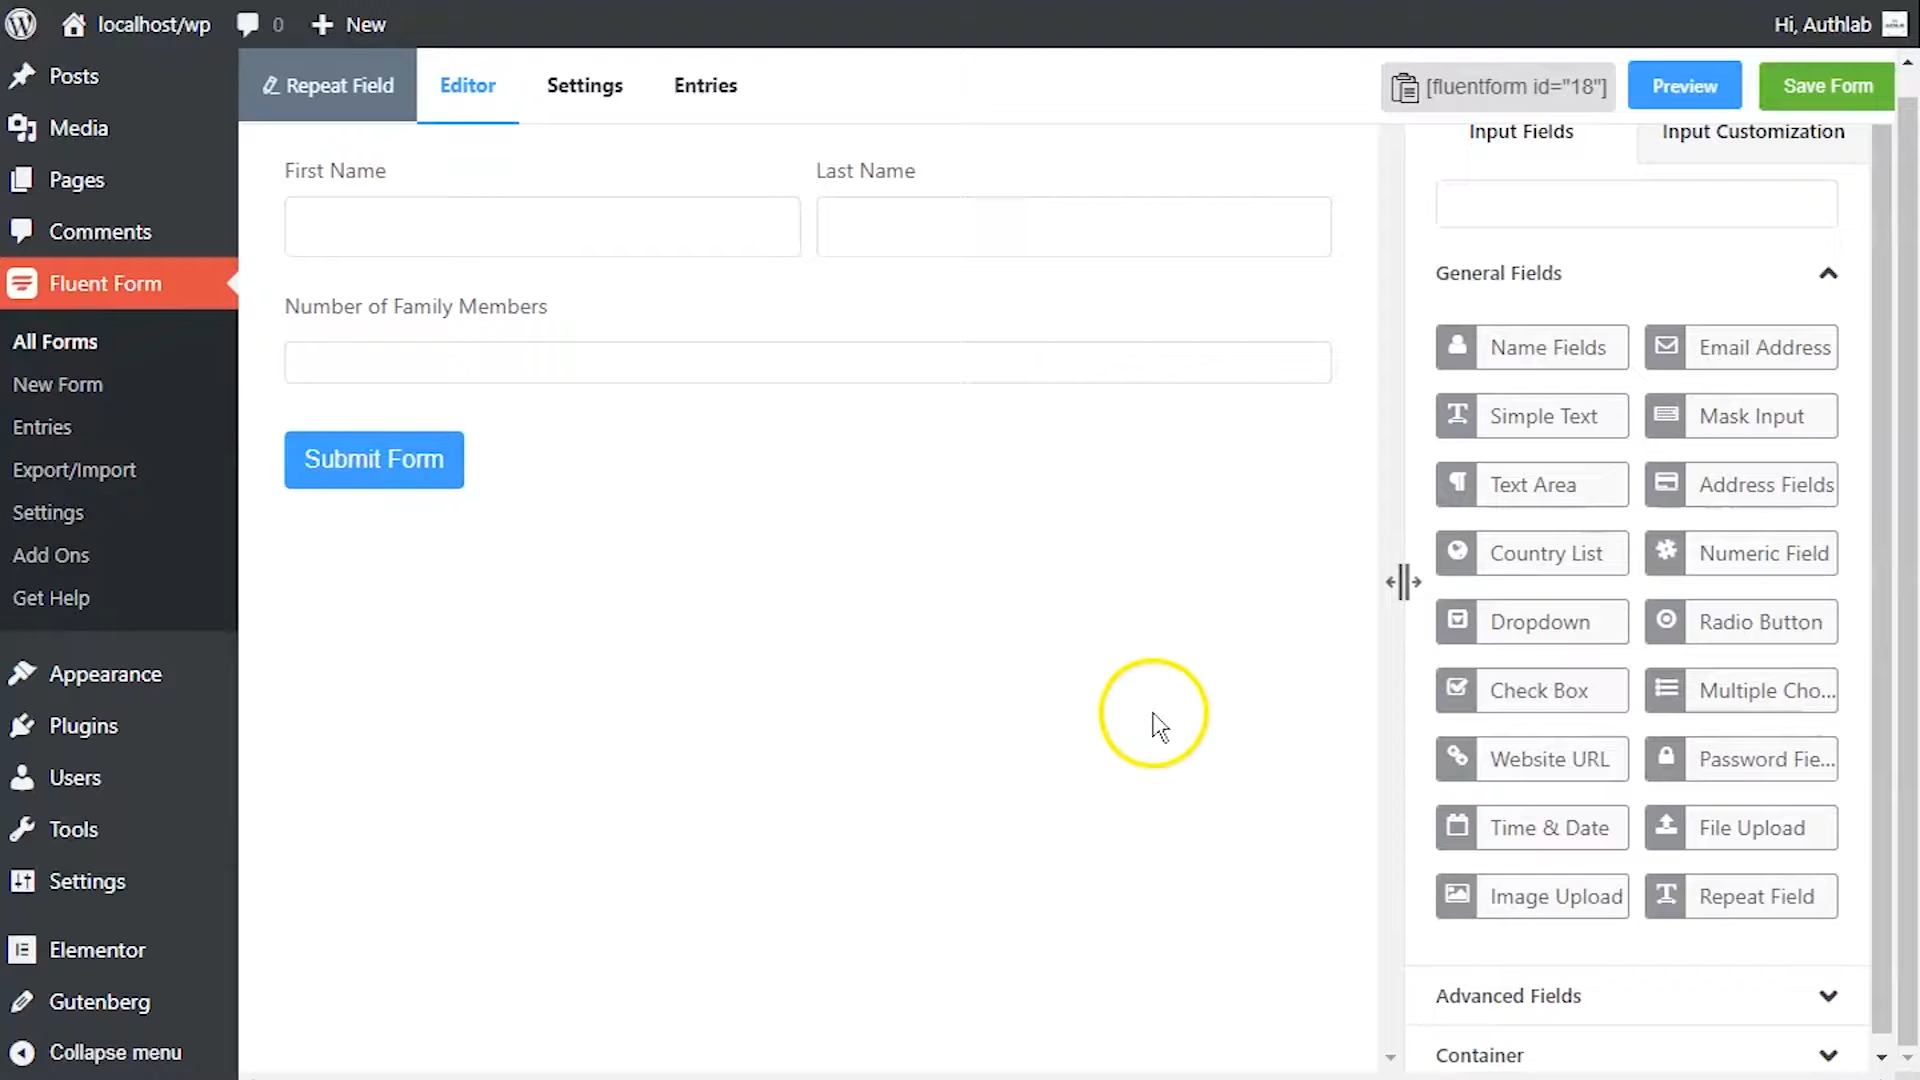 localhost/wp 0 New Hi, Authlab
Posts
Media
Pages
Comments
Fluent Form
All Forms
New Form
Entries
Export/Import
Settings
Add Ons
Get Help
Appearance
Plugins
Users
Tools
Settings
Elementor
Gutenberg
Collapse menu
Repeat Field Editor Settings Entries [fluentform id="18"] Preview Save Form
First Name Last Name
Number of Family Members
Submit Form
Input Fields Input Customization
General Fields
Name Fields Email Address
Simple Text Mask Input
Text Area Address Fields
Country List Numeric Field
Dropdown Radio Button
Check Box Multiple Cho...
Website URL Password Fie...
Time & Date File Upload
Image Upload Repeat Field
Advanced Fields
Container